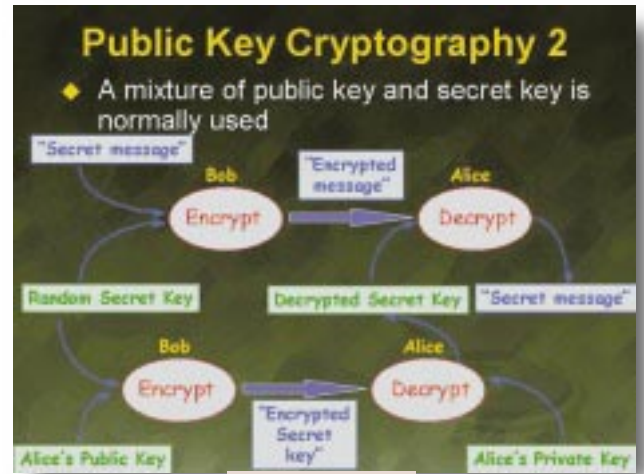 Public Key Cryptography 2
A mixture of public key and secret key is
normally used
"Secret message"
Bob
"Encrypted
message"
Alice
Encrypt
Decrypt
Random Secret Key
Decrypted Secret Key
"Secret message"
Bob
Alice
Encrypt
Decrypt
"Encrypted
Secret
key"
Alice's Public Key
Alice's Private Key